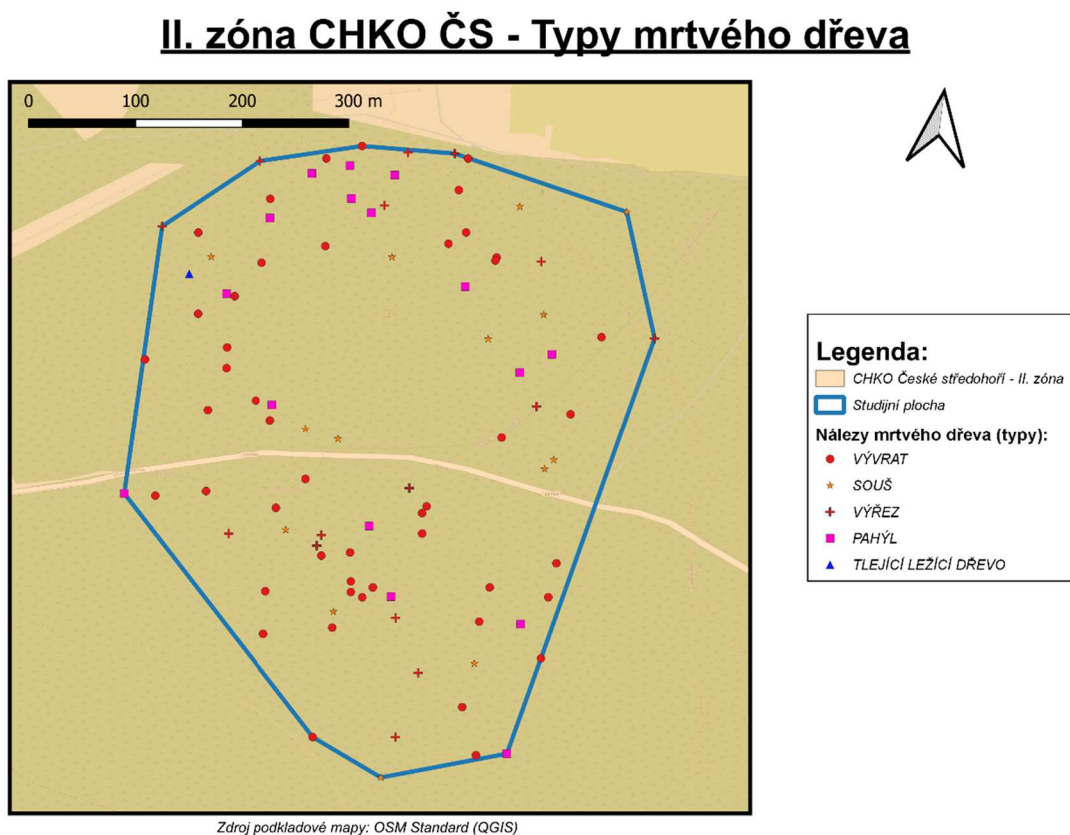 II. zóna CHKO ČS - Typy mrtvého dřeva
0 100 200 300 m
Legenda:
CHKO České středohoří - II. zóna
Studijní plocha
Nálezy mrtvého dřeva (typy):
VÝVRAT
SOUŠ
VÝŘEZ
PAHÝL
TLEJÍCÍ LEŽÍCÍ DŘEVO
Zdroj podkladové mapy: OSM Standard (QGIS)